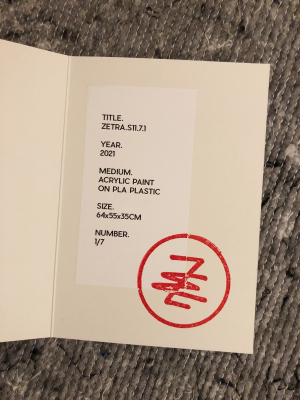 TITLE.
ZETRA.S11.7.1
YEAR.
2021
MEDIUM.
ACRYLIC PAINT
ON PLA PLASTIC
SIZE.
64x55x35CM
NUMBER.
1/7